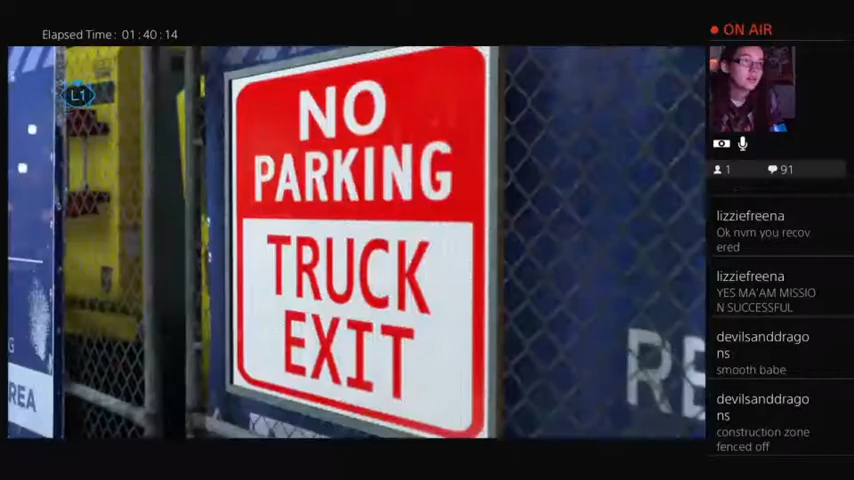 Elapsed Time: 01:40:14
ON AIR
L1
NO
PARKING
TRUCK
EXIT
REA
1
91
lizziefreena
Ok nvm you recov
ered
lizziefreena
YES MA'AM MISSIO
N SUCCESSFUL
devilsanddrago
ns
smooth babe
devilsanddrago
ns
construction zone
fenced off